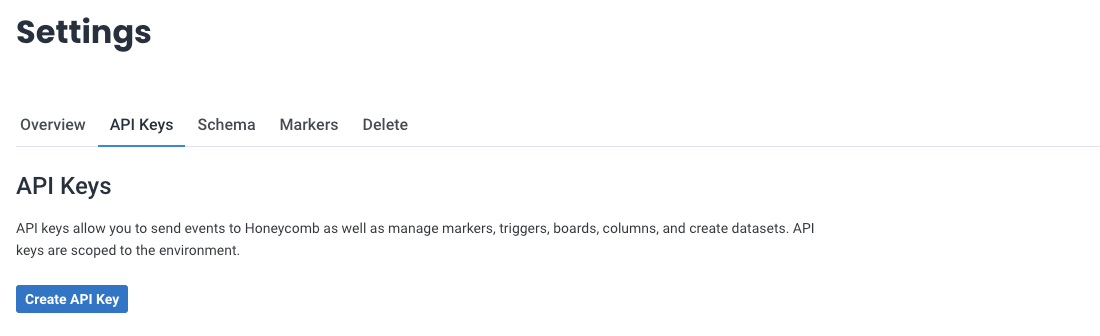 Settings
Overview API Keys Schema Markers Delete
API Keys
API keys allow you to send events to Honeycomb as well as manage markers, triggers, boards, columns, and create datasets. API
keys are scoped to the environment.
Create API Key